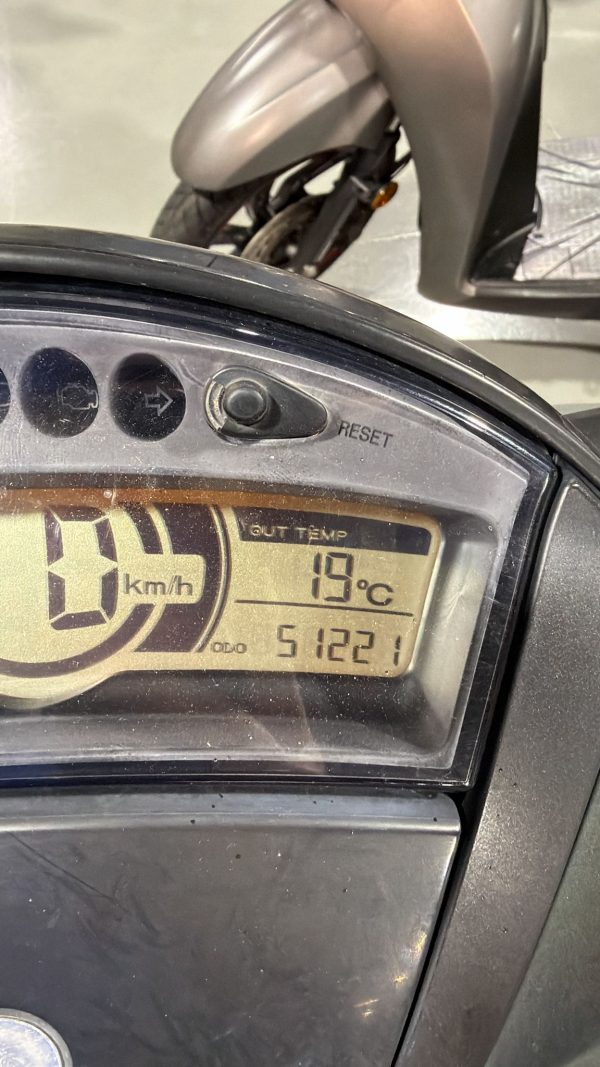 RESET
OUT TEMP
19°C
0 km/h
ODO 51221